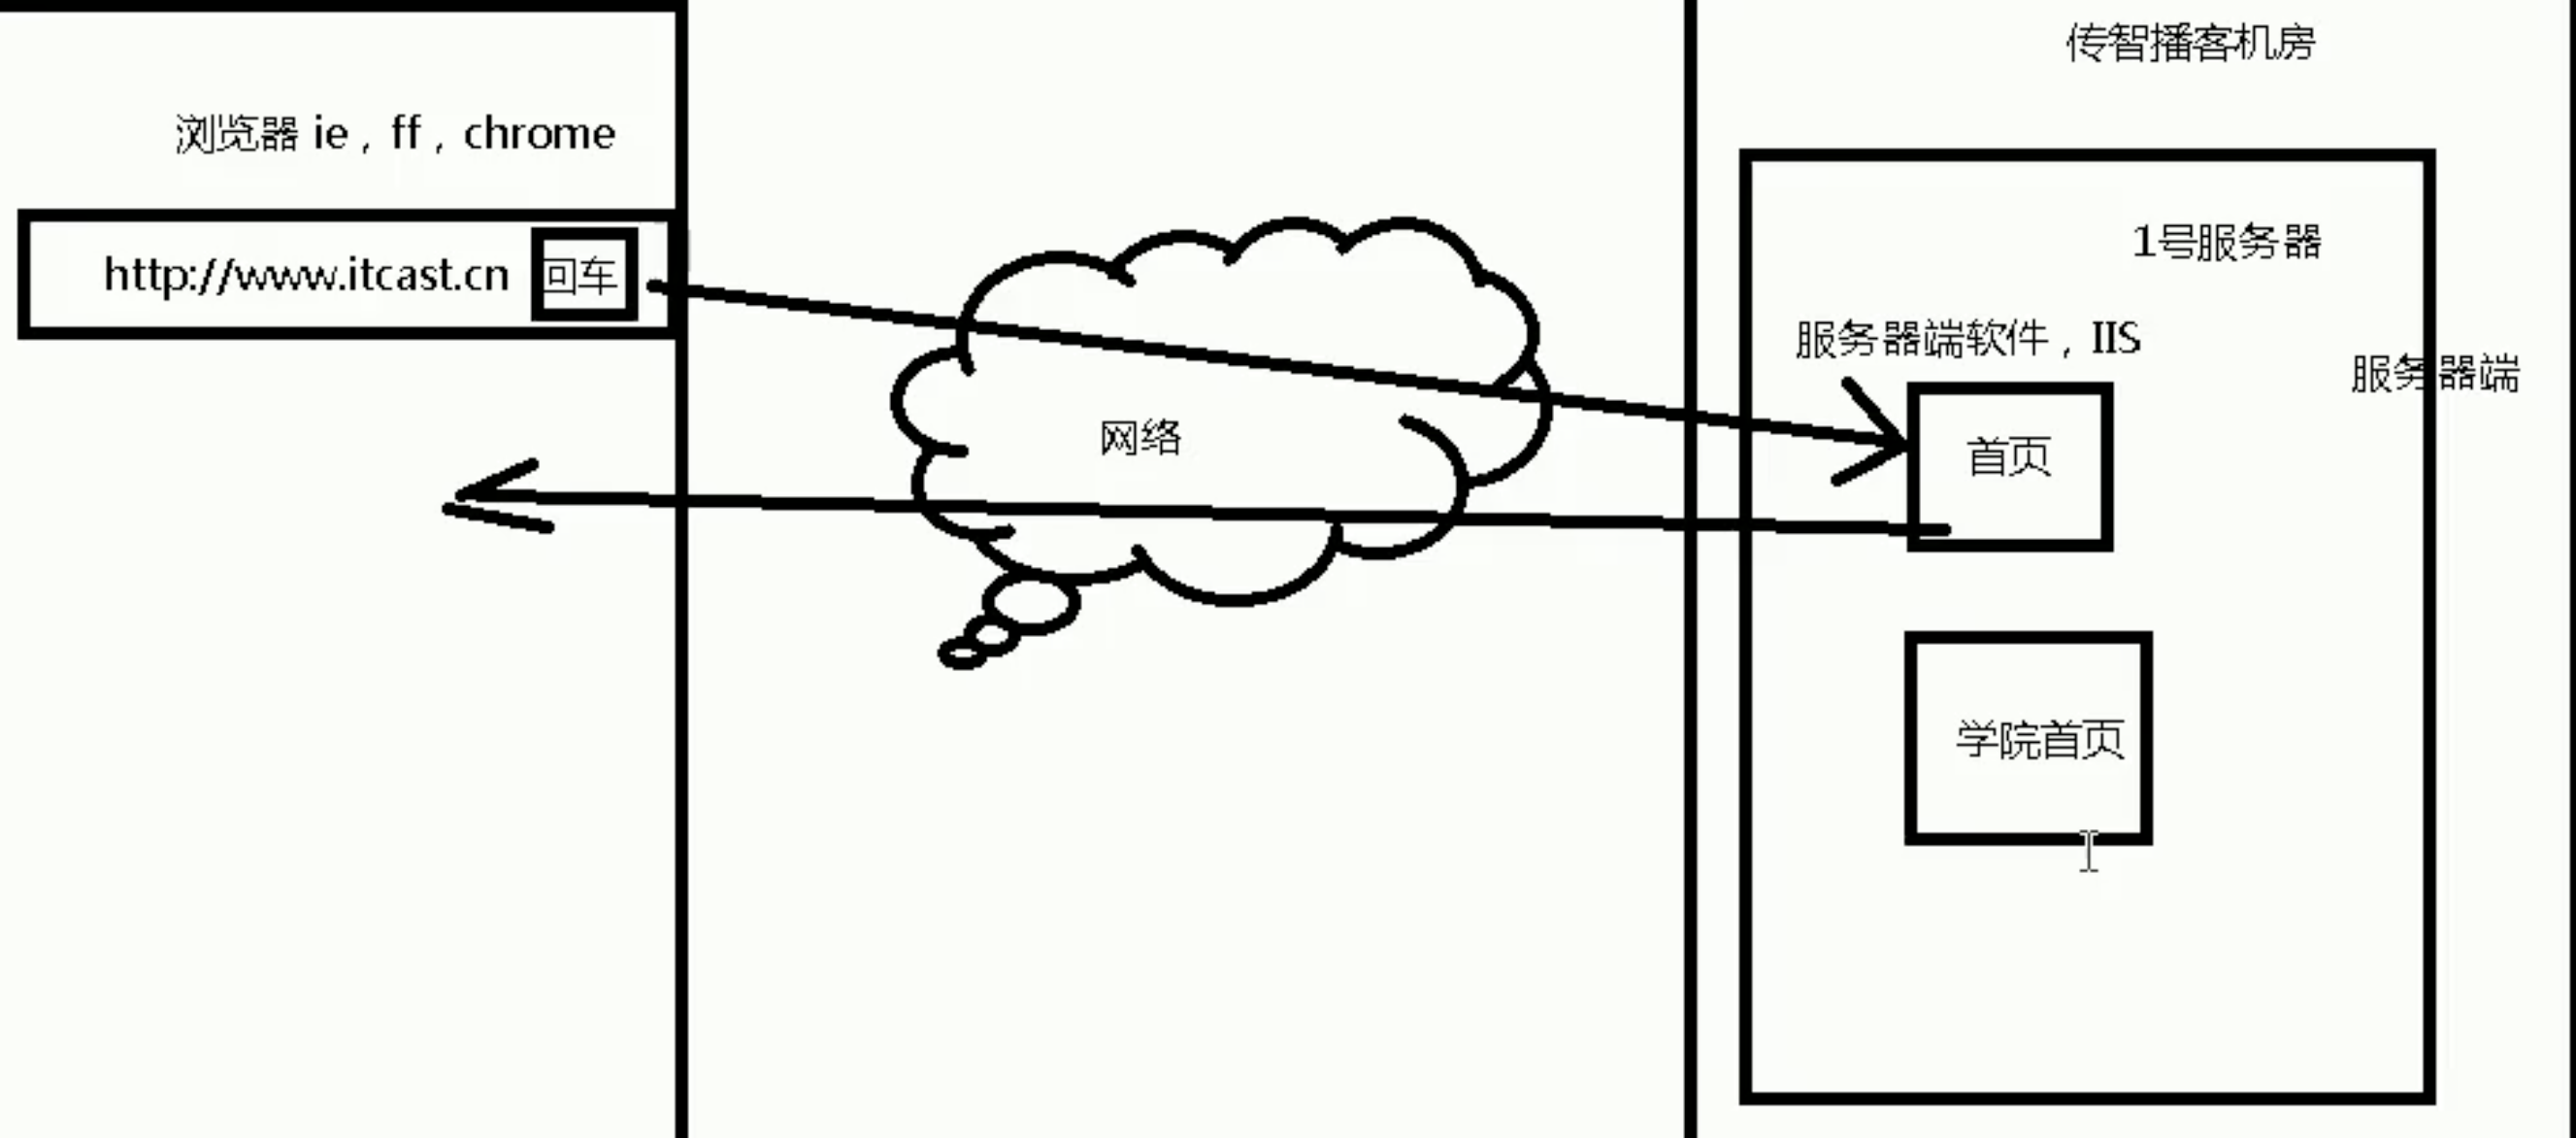 浏览器 ie，ff，chrome
http://www.itcast.cn
回车
网络
传智播客机房
1号服务器
服务器端软件，IIS
服务器端
首页
学院首页